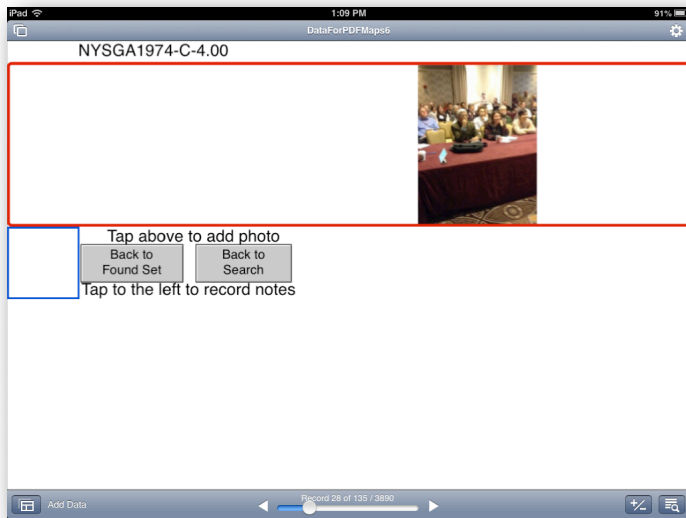 iPad 1:09 PM 91%
DataForPDFMaps6
NYSGA1974-C-4.00
Tap above to add photo
Back to Found Set
Back to Search
Tap to the left to record notes
Add Data
Record 28 of 135 / 3890
+/-